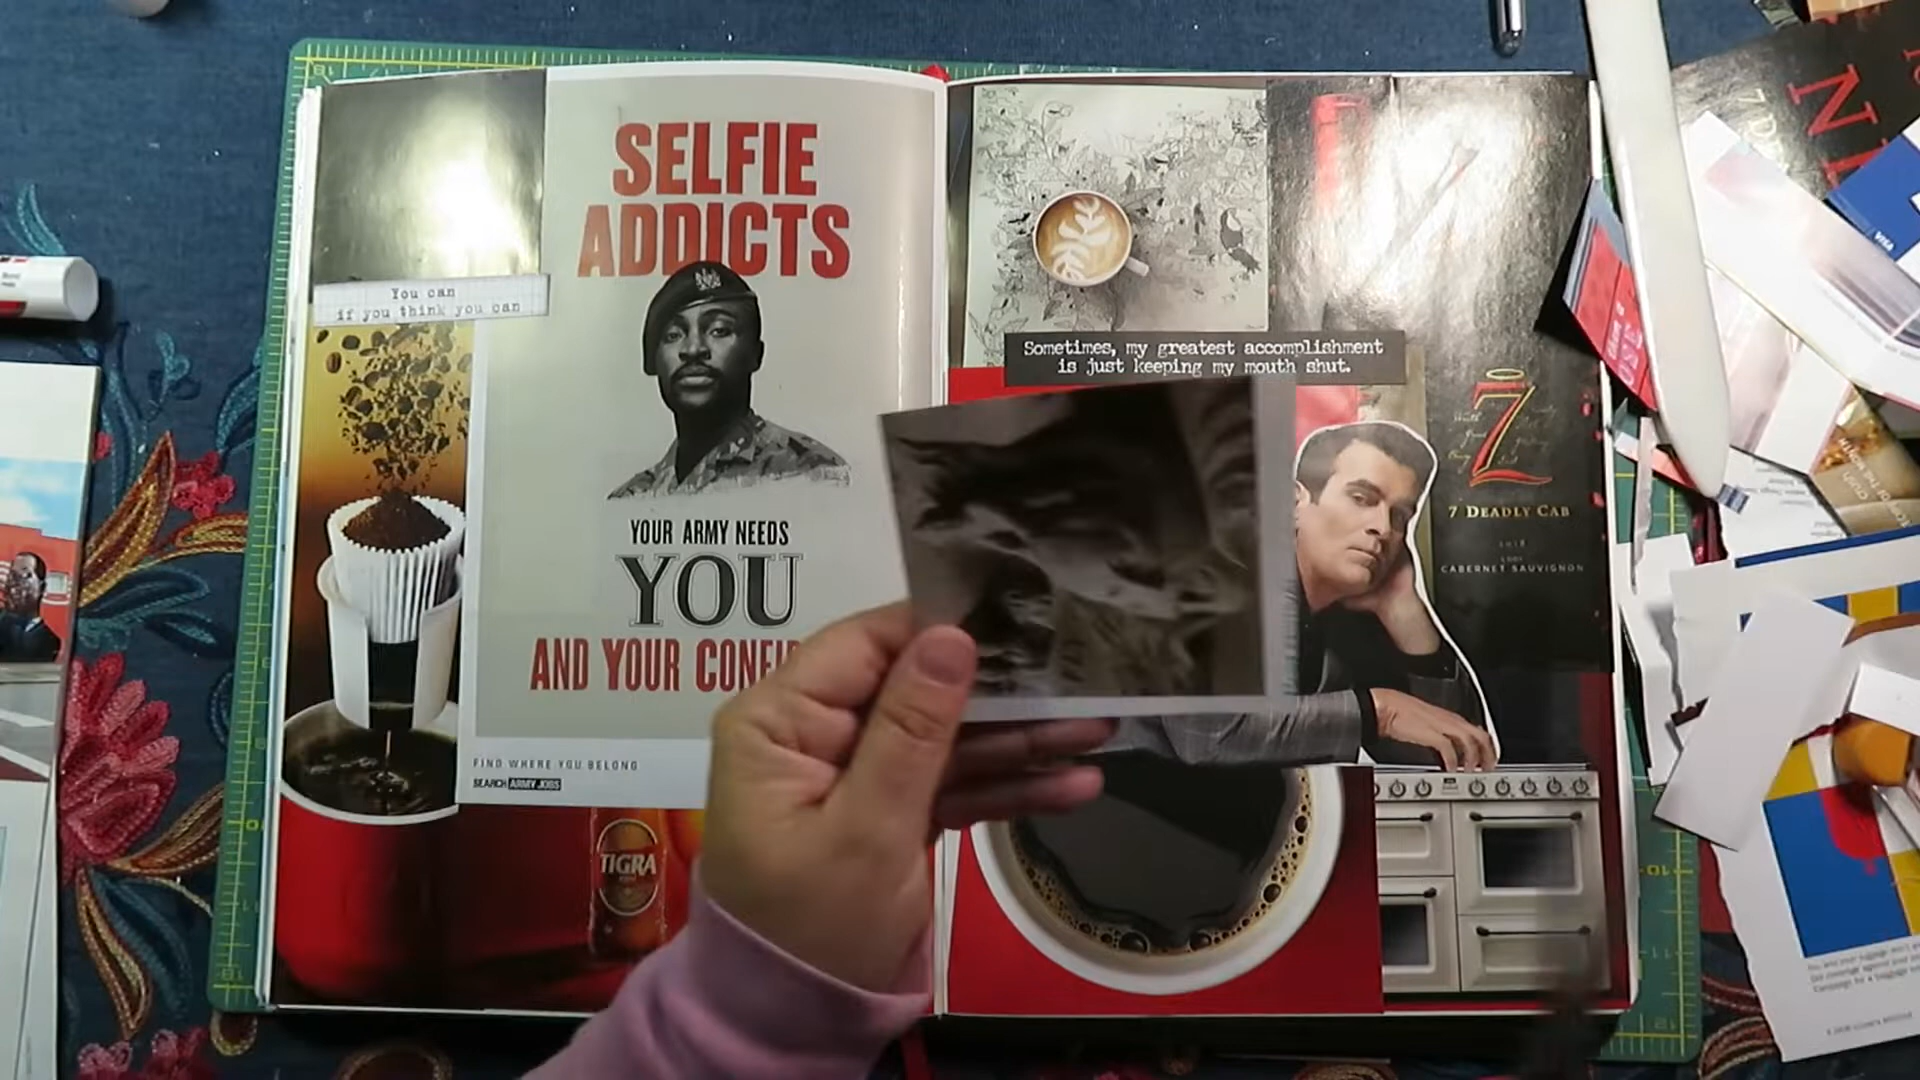 SELFIE
ADDICTS
You can
if you think you can
YOUR ARMY NEEDS
YOU
AND YOUR
FIND WHERE YOU BELONG
SEARCH ARMY JOBS
TIGRA
Sometimes, my greatest accomplishment
is just keeping my mouth shut.
7
7 DEADLY CAB
CABERNET SAUVIGNON
VISA